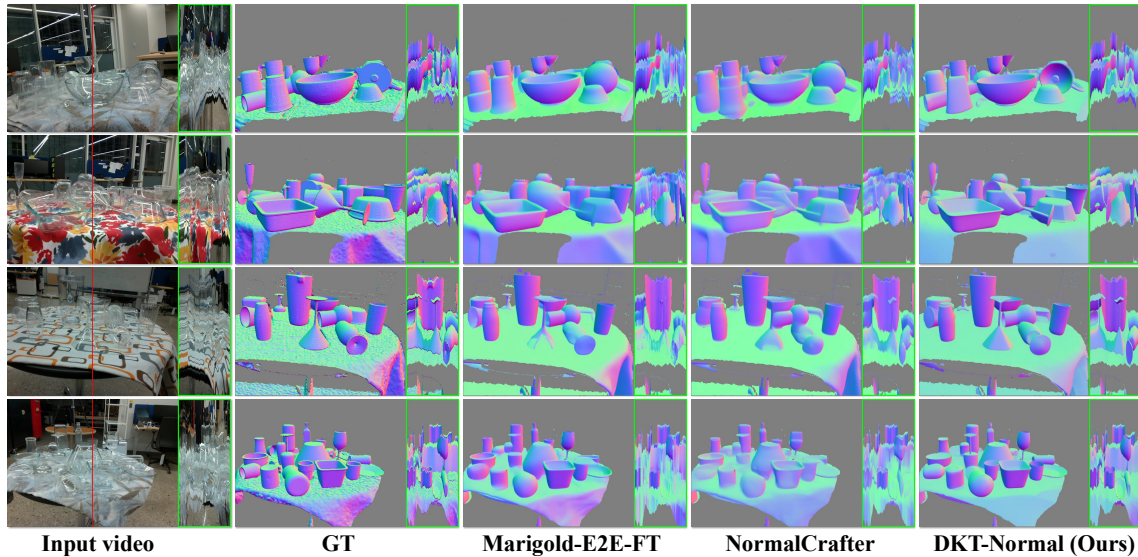 Input video
GT
Marigold-E2E-FT
NormalCrafter
DKT-Normal (Ours)